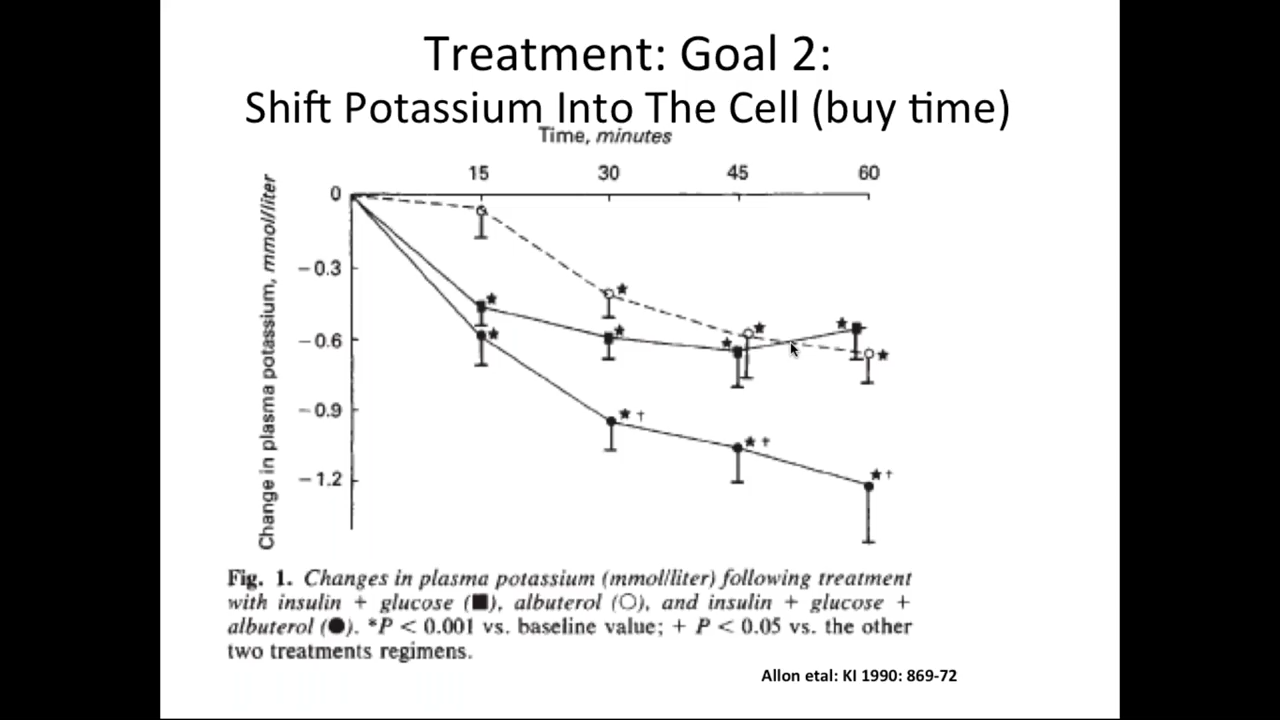 Treatment: Goal 2:
Shift Potassium Into The Cell (buy time)
Time, minutes
15 30 45 60
Change in plasma potassium, mmol/liter
0
−0.3
−0.6
−0.9
−1.2
★
★
★
★
★
★
★
★
★ †
★ †
★ †
Fig. 1. Changes in plasma potassium (mmol/liter) following treatment
with insulin + glucose (■), albuterol (○), and insulin + glucose +
albuterol (●). *P < 0.001 vs. baseline value; + P < 0.05 vs. the other
two treatments regimens.
Allon etal: KI 1990: 869-72